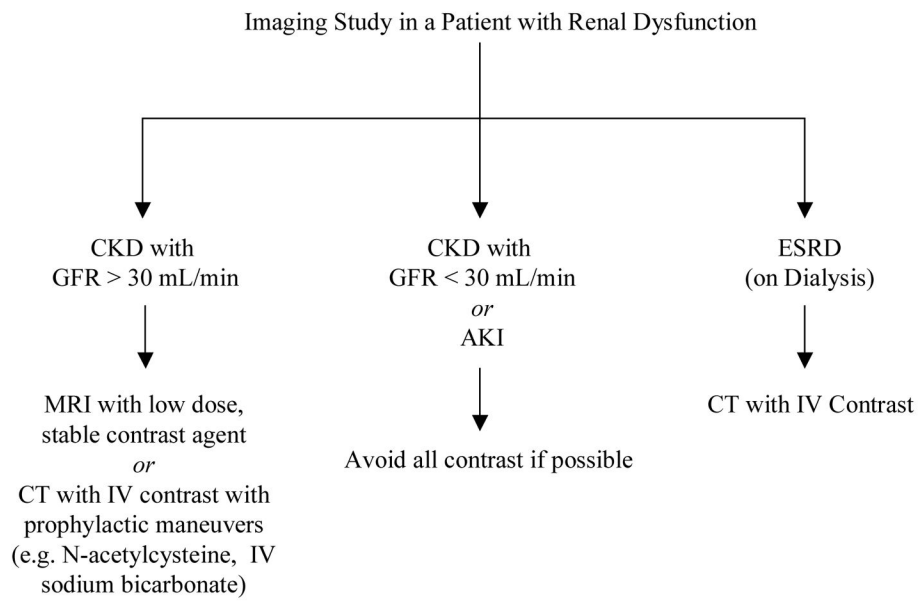 Imaging Study in a Patient with Renal Dysfunction
CKD with
GFR > 30 mL/min
MRI with low dose,
stable contrast agent
or
CT with IV contrast with
prophylactic maneuvers
(e.g. N-acetylcysteine, IV
sodium bicarbonate)
CKD with
GFR < 30 mL/min
or
AKI
Avoid all contrast if possible
ESRD
(on Dialysis)
CT with IV Contrast